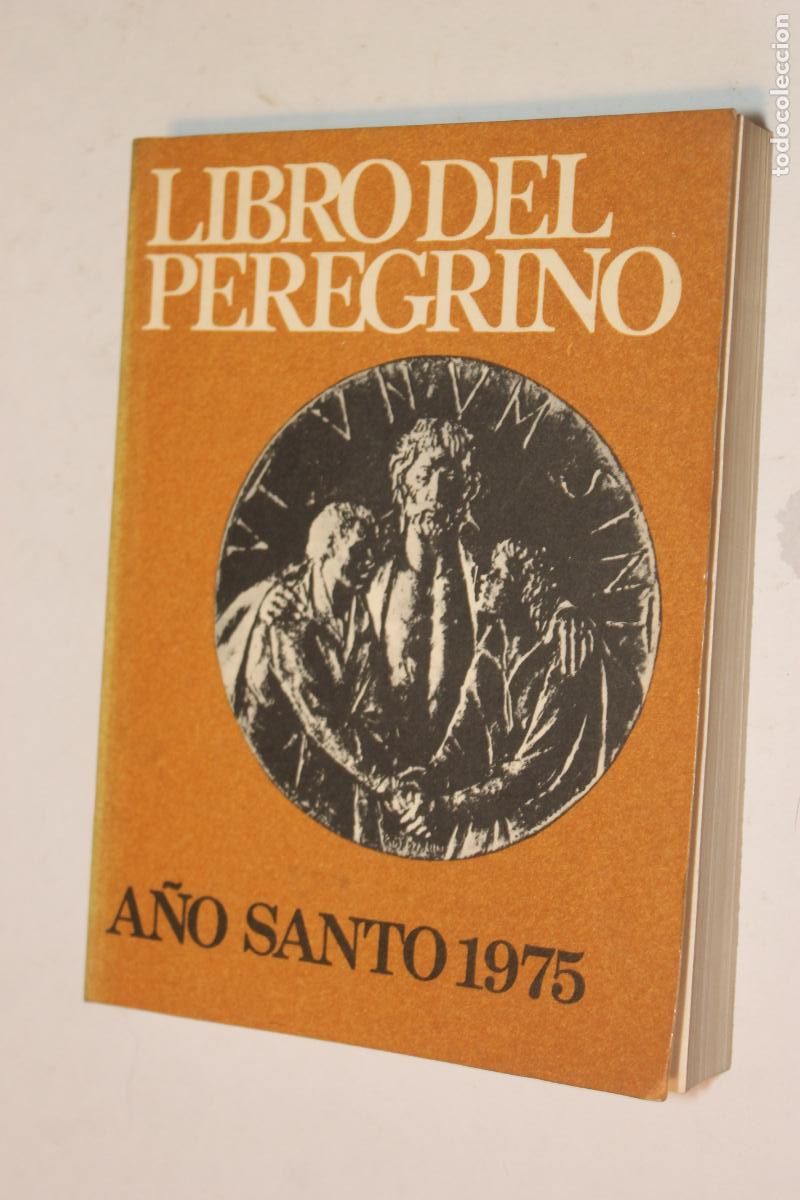 LIBRO DEL
PEREGRINO
VT VNVM SINT
AÑO SANTO 1975
todocoleccion